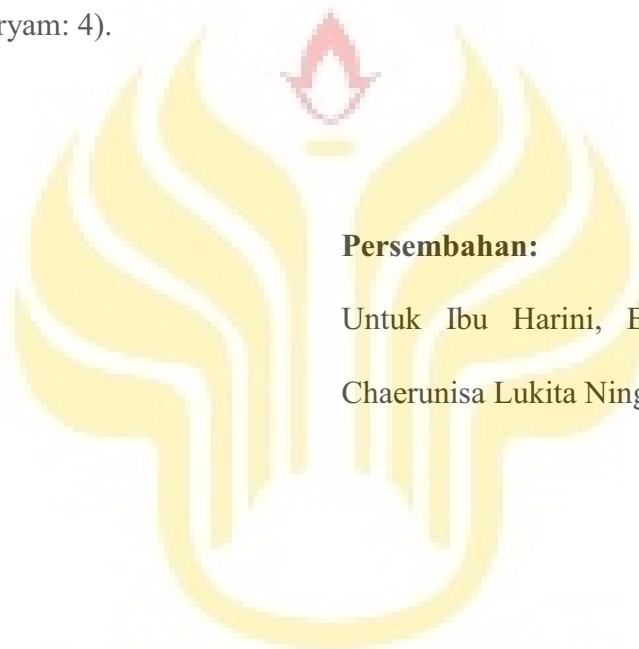 ryam: 4).
Persembahan:
Untuk Ibu Harini, E
Chaerunisa Lukita Ning